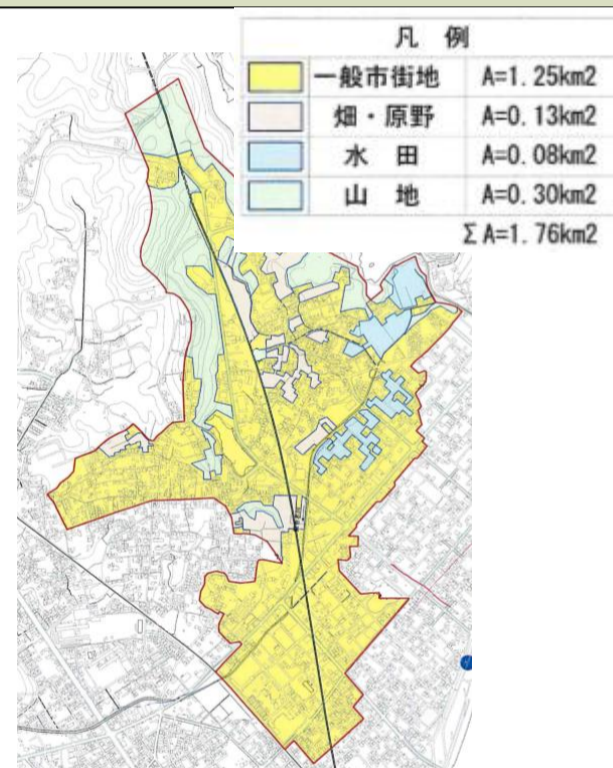 凡 例
一般市街地 A=1.25km2
畑・原野 A=0.13km2
水 田 A=0.08km2
山 地 A=0.30km2
Σ A=1.76km2